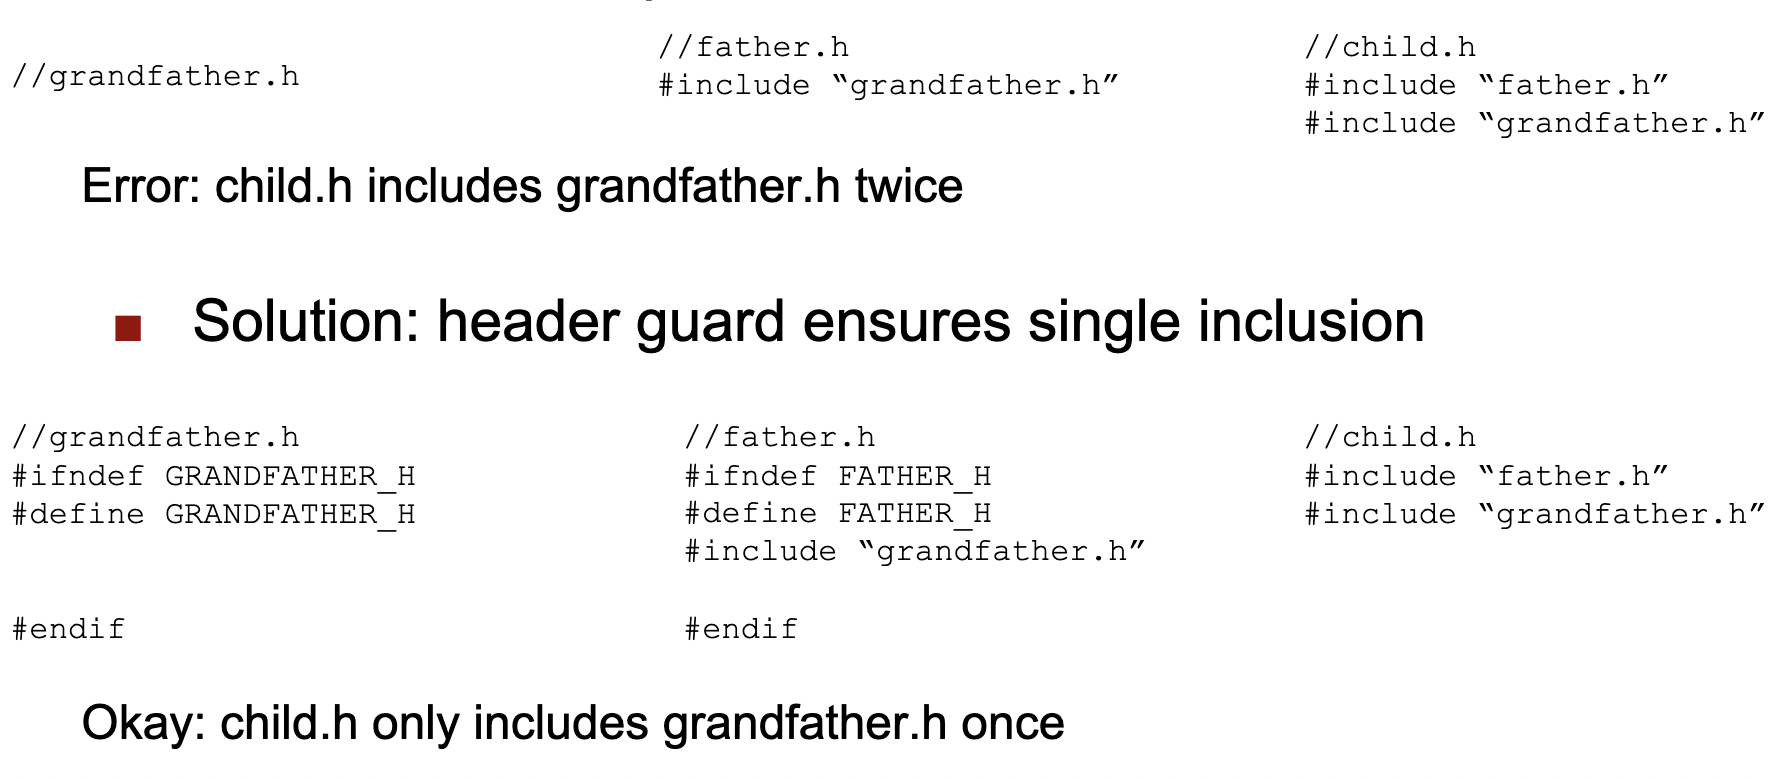 //grandfather.h
//father.h
#include “grandfather.h”
//child.h
#include “father.h”
#include “grandfather.h”
Error: child.h includes grandfather.h twice
■ Solution: header guard ensures single inclusion
//grandfather.h
#ifndef GRANDFATHER_H
#define GRANDFATHER_H
#endif
//father.h
#ifndef FATHER_H
#define FATHER_H
#include “grandfather.h”
#endif
//child.h
#include “father.h”
#include “grandfather.h”
Okay: child.h only includes grandfather.h once